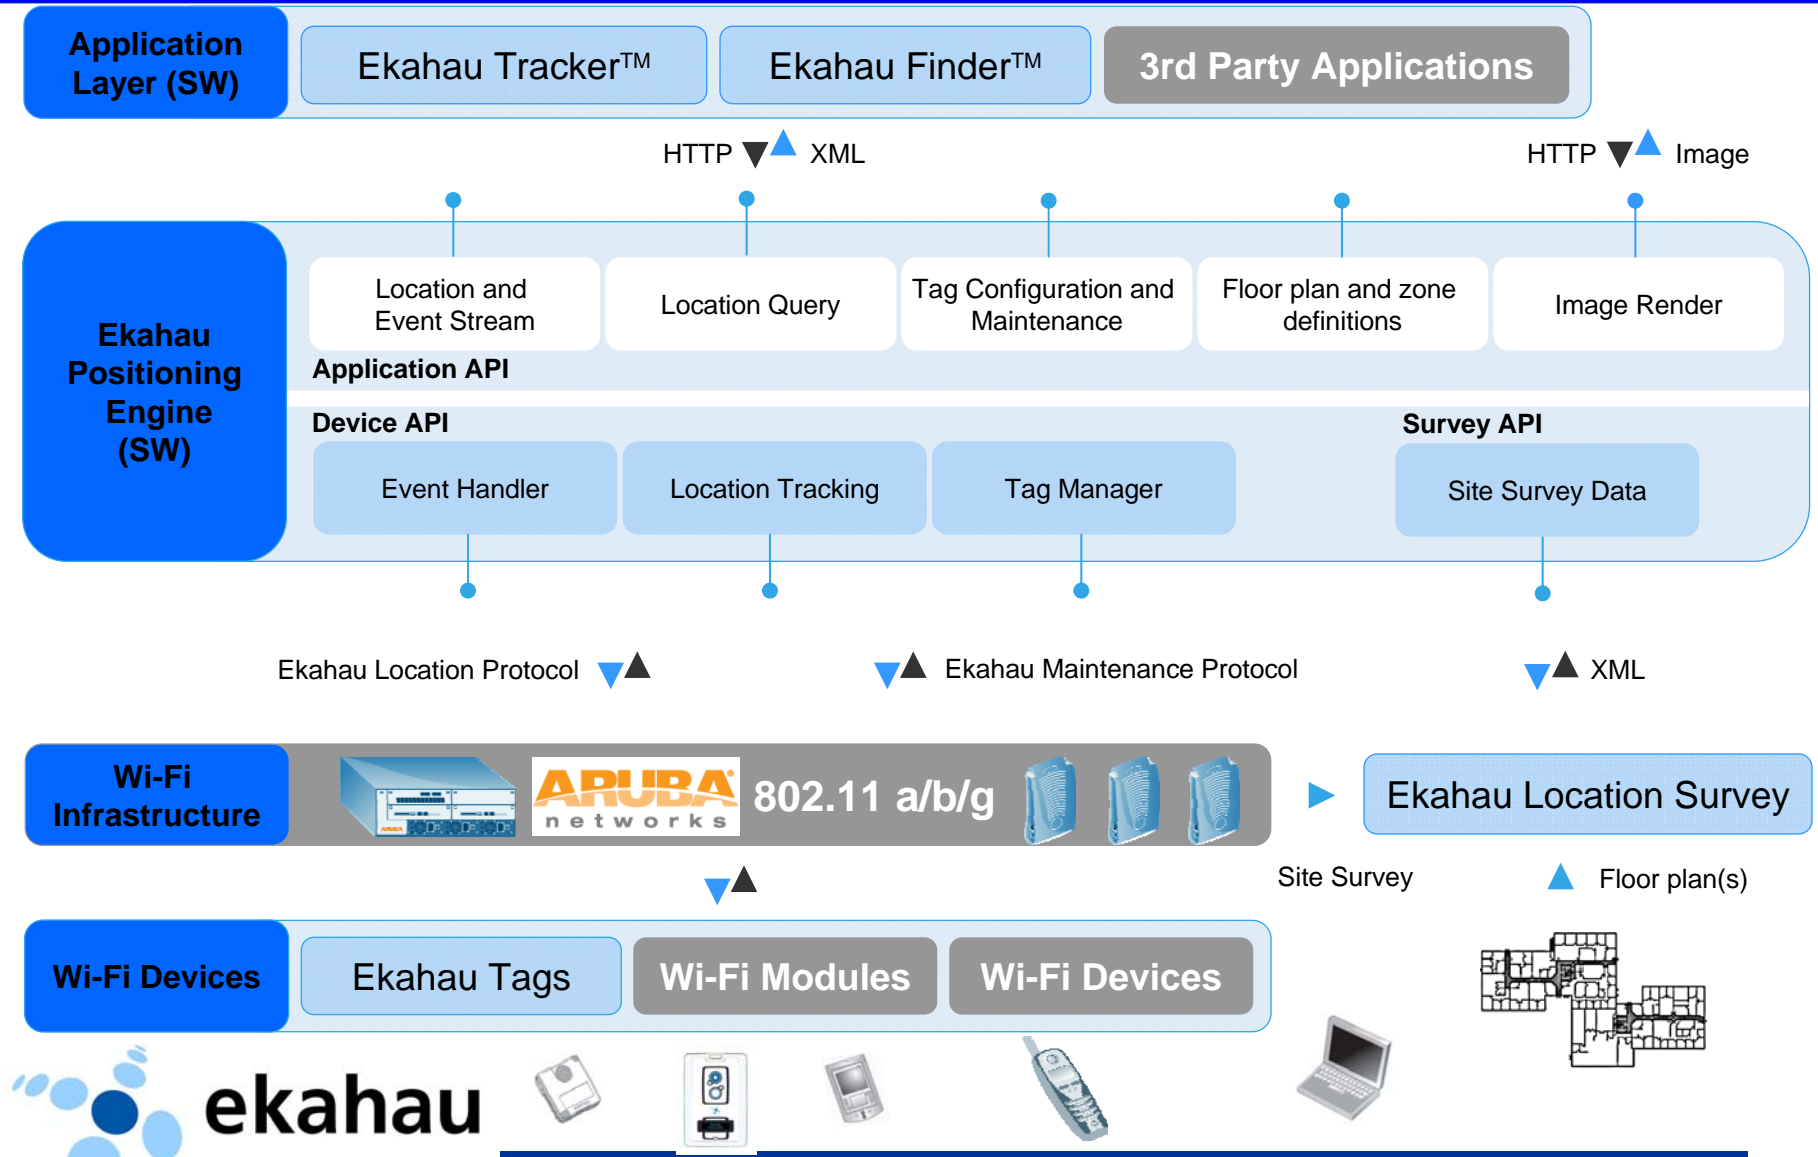 Application
Layer (SW)
Ekahau Tracker™
Ekahau Finder™
3rd Party Applications
HTTP
XML
HTTP
Image
Ekahau
Positioning
Engine
(SW)
Location and
Event Stream
Location Query
Tag Configuration and
Maintenance
Floor plan and zone
definitions
Image Render
Application API
Device API
Survey API
Event Handler
Location Tracking
Tag Manager
Site Survey Data
Ekahau Location Protocol
Ekahau Maintenance Protocol
XML
Wi-Fi
Infrastructure
ARUBA
ARUBA®
networks
802.11 a/b/g
Ekahau Location Survey
Site Survey
Floor plan(s)
Wi-Fi Devices
Ekahau Tags
Wi-Fi Modules
Wi-Fi Devices
ekahau